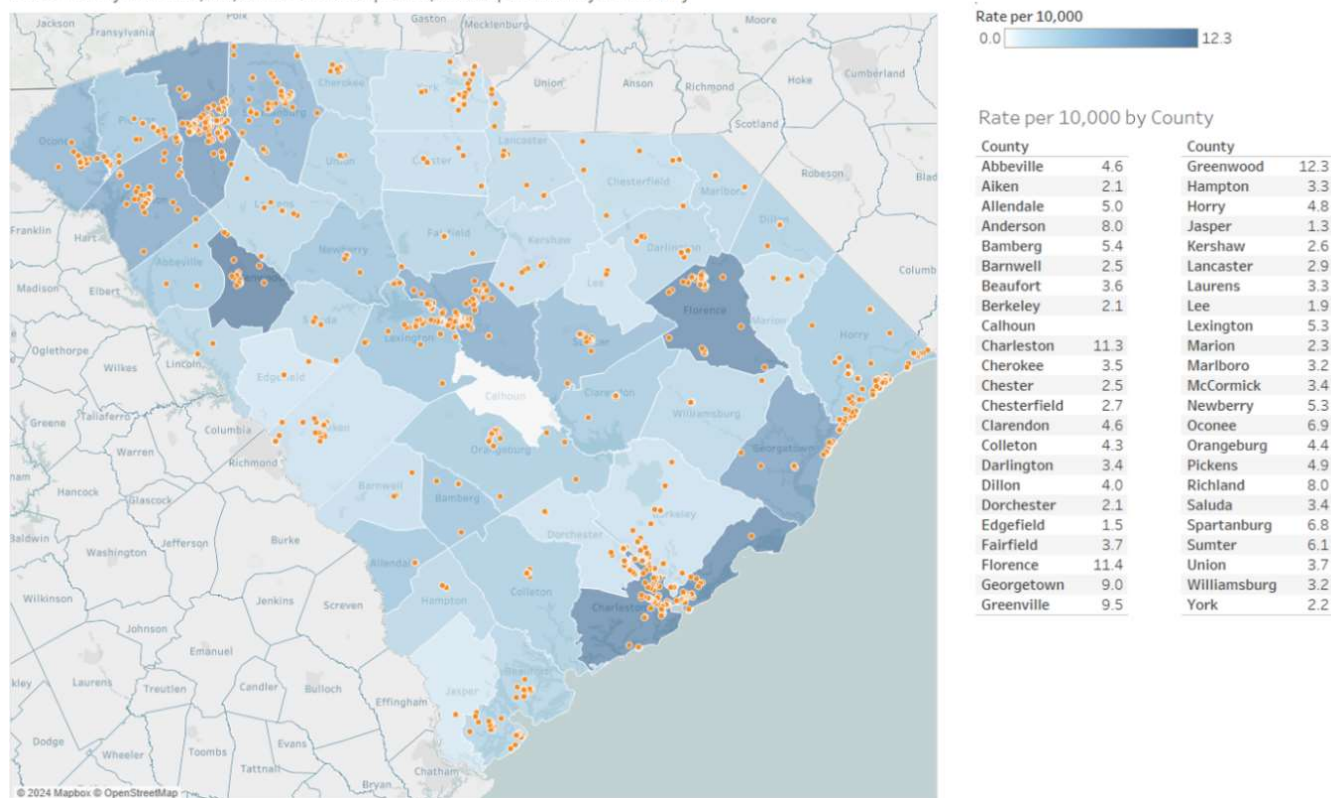 Rate per 10,000
0.0 12.3
Rate per 10,000 by County
County County
Abbeville 4.6 Greenwood 12.3
Aiken 2.1 Hampton 3.3
Allendale 5.0 Horry 4.8
Anderson 8.0 Jasper 1.3
Bamberg 5.4 Kershaw 2.6
Barnwell 2.5 Lancaster 2.9
Beaufort 3.6 Laurens 3.3
Berkeley 2.1 Lee 1.9
Calhoun Lexington 5.3
Charleston 11.3 Marion 2.3
Cherokee 3.5 Marlboro 3.2
Chester 2.5 McCormick 3.4
Chesterfield 2.7 Newberry 5.3
Clarendon 4.6 Oconee 6.9
Colleton 4.3 Orangeburg 4.4
Darlington 3.4 Pickens 4.9
Dillon 4.0 Richland 8.0
Dorchester 2.1 Saluda 3.4
Edgefield 1.5 Spartanburg 6.8
Fairfield 3.7 Sumter 6.1
Florence 11.4 Union 3.7
Georgetown 9.0 Williamsburg 3.2
Greenville 9.5 York 2.2
Jackson
Transylvania
Polk
Gaston
Mecklenburg
Moore
Union
Anson
Richmond
Hoke
Cumberland
Scotland
Robeson
Cherokee
Lancaster
Chesterfield
Marlboro
Dillon
Union
Franklin
Hart
Newberry
Fairfield
Kershaw
Darlington
Abbeville
Lee
Florence
Marion
Horry
Madison
Elbert
Lexington
Oglethorpe
Wilkes
Lincoln
Edgefield
Calhoun
Clarendon
Williamsburg
Georgetown
Greene
Taliaferro
Columbia
Warren
Richmond
Orangeburg
Hancock
Glascock
Barnwell
Bamberg
Dorchester
Baldwin
Washington
Jefferson
Burke
Hampton
Colleton
Charleston
Wilkinson
Jenkins
Screven
Johnson
Emanuel
Jasper
Laurens
Treutlen
Candler
Bulloch
Effingham
Dodge
Wheeler
Toombs
Evans
Tattnall
Bryan
Chatham
© 2024 Mapbox © OpenStreetMap